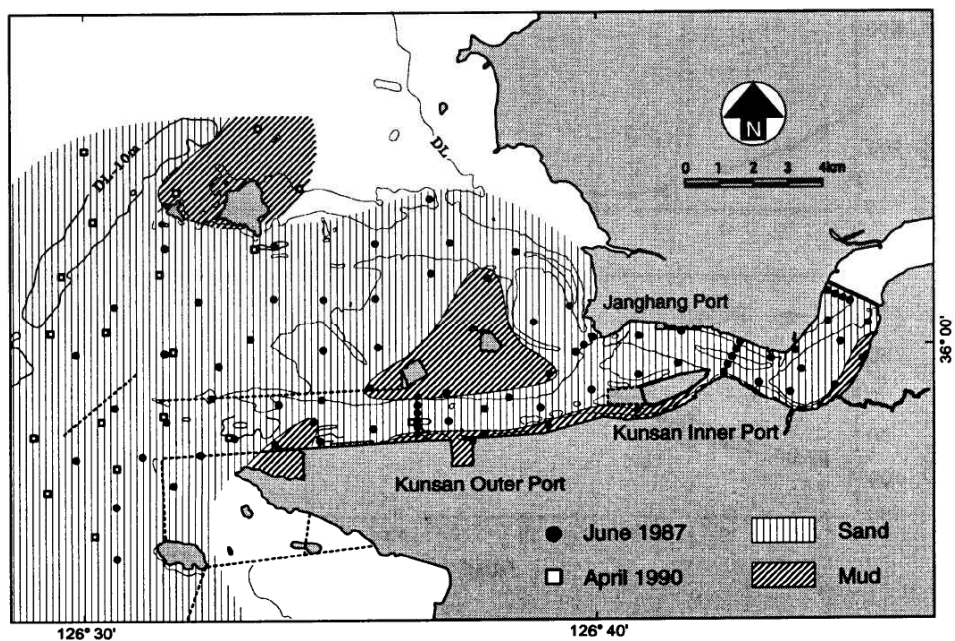 N
0 1 2 3 4km
DL-10m
DL
Janghang Port
36° 00'
Kunsan Inner Port
Kunsan Outer Port
June 1987
Sand
April 1990
Mud
126° 30'
126° 40'